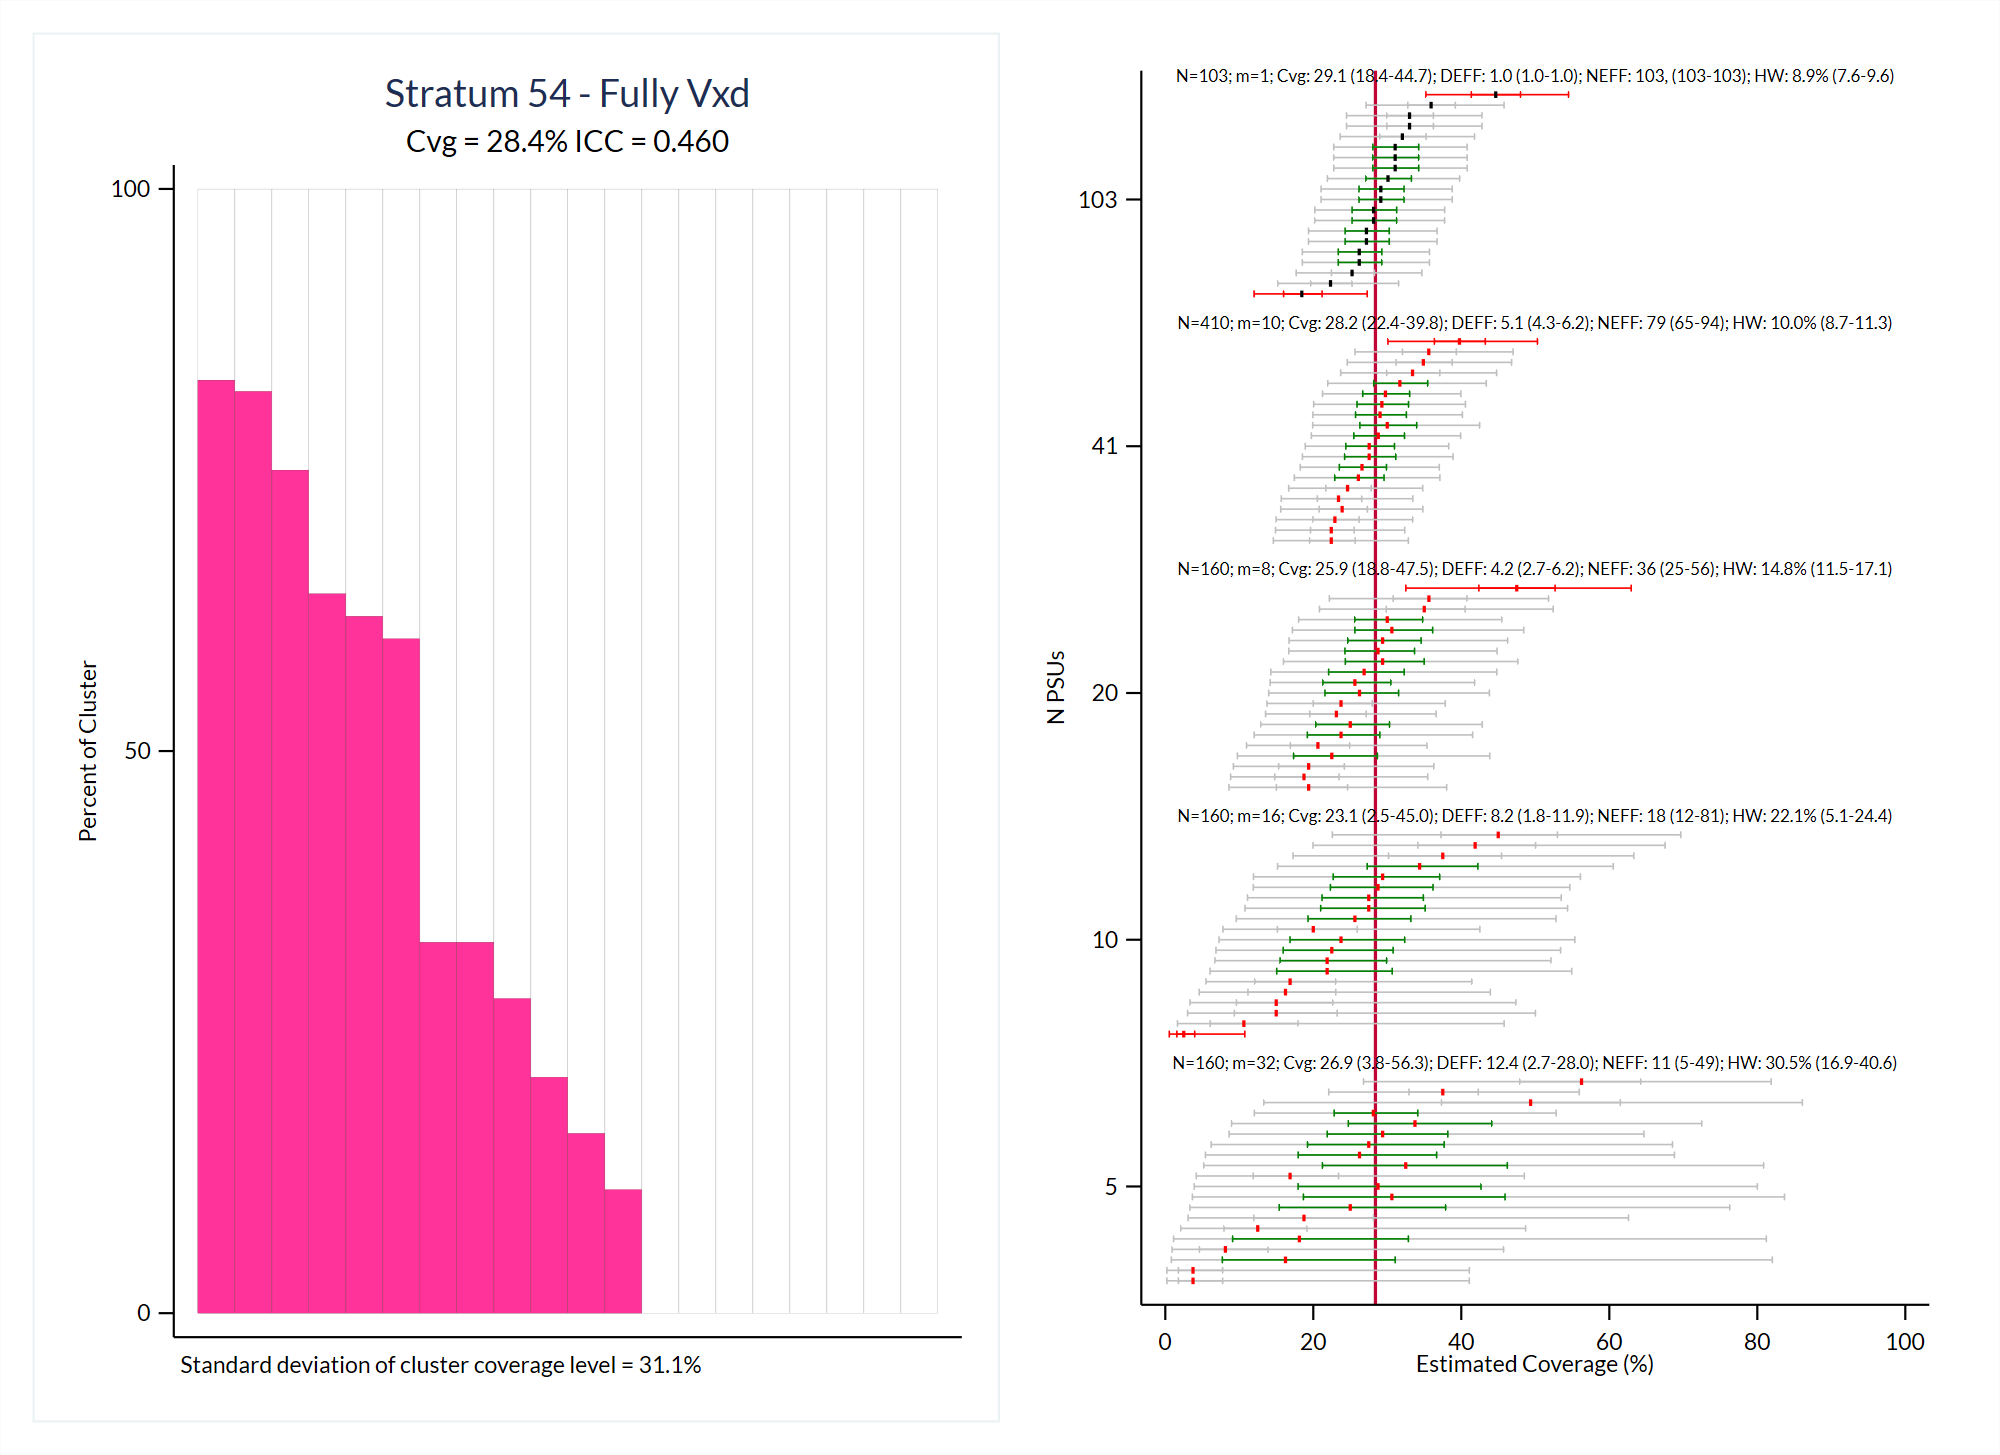 Stratum 54 - Fully Vxd
Cvg = 28.4% ICC = 0.460
100
50
0
Percent of Cluster
Standard deviation of cluster coverage level = 31.1%
N=103; m=1; Cvg: 29.1 (18.4-44.7); DEFF: 1.0 (1.0-1.0); NEFF: 103, (103-103); HW: 8.9% (7.6-9.6)
103
N=410; m=10; Cvg: 28.2 (22.4-39.8); DEFF: 5.1 (4.3-6.2); NEFF: 79 (65-94); HW: 10.0% (8.7-11.3)
41
N=160; m=8; Cvg: 25.9 (18.8-47.5); DEFF: 4.2 (2.7-6.2); NEFF: 36 (25-56); HW: 14.8% (11.5-17.1)
N PSUs
20
N=160; m=16; Cvg: 23.1 (2.5-45.0); DEFF: 8.2 (1.8-11.9); NEFF: 18 (12-81); HW: 22.1% (5.1-24.4)
10
N=160; m=32; Cvg: 26.9 (3.8-56.3); DEFF: 12.4 (2.7-28.0); NEFF: 11 (5-49); HW: 30.5% (16.9-40.6)
5
0 20 40 60 80 100
Estimated Coverage (%)